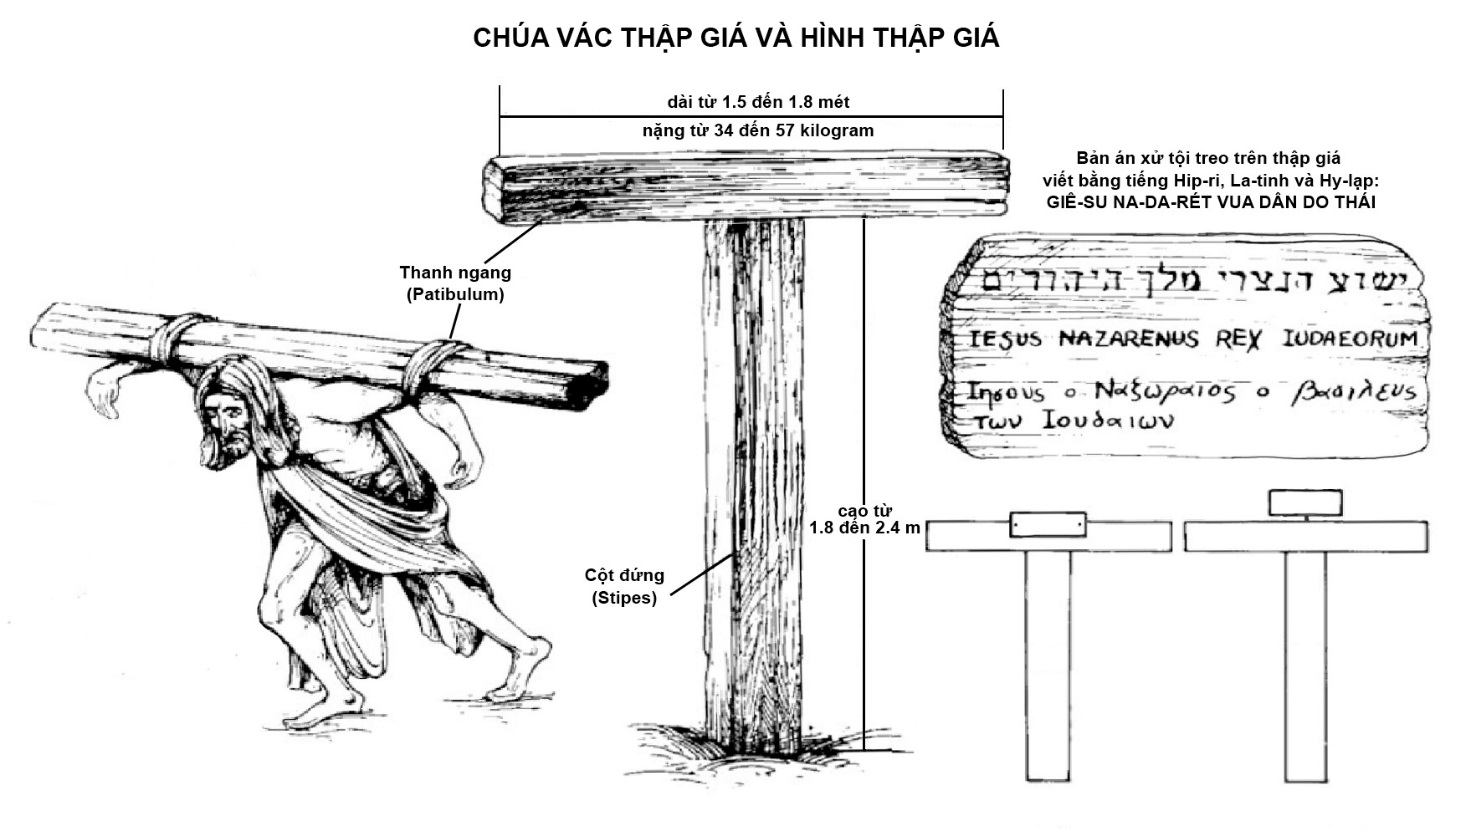 CHÚA VÁC THẬP GIÁ VÀ HÌNH THẬP GIÁ
dài từ 1.5 đến 1.8 mét
nặng từ 34 đến 57 kilogram
Bản án xử tội treo trên thập giá
viết bằng tiếng Hip-ri, La-tinh và Hy-lạp:
GIÊ-SU NA-DA-RÉT VUA DÂN DO THÁI
Thanh ngang
(Patibulum)
ישוע הנצרי מלך היהודים
IESUS NAZARENUS REX IUDAEORUM
Ιησους ο Ναξωραιος ο βασιλευς
των Ιουδαιων
cao từ
1.8 đến 2.4 m
Cột đứng
(Stipes)